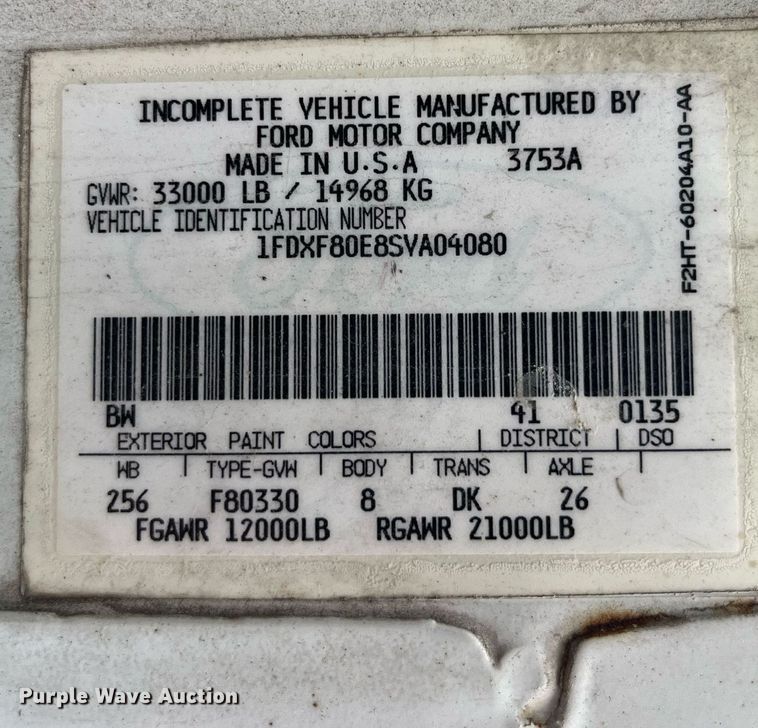 INCOMPLETE VEHICLE MANUFACTURED BY
FORD MOTOR COMPANY
MADE IN U.S.A 3753A
GVWR: 33000 LB / 14968 KG
VEHICLE IDENTIFICATION NUMBER
1FDXF80E8SVA04080
F2HT-60204A10-AA
BW 41 0135
EXTERIOR PAINT COLORS DISTRICT DSO
WB TYPE-GVW BODY TRANS AXLE
256 F80330 8 DK 26
FGAWR 12000LB RGAWR 21000LB
Purple Wave Auction